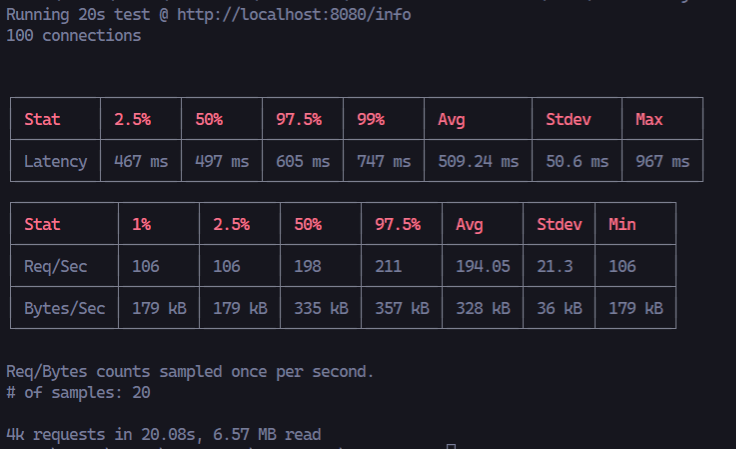 Running 20s test @ http://localhost:8080/info
100 connections
Stat 2.5% 50% 97.5% 99% Avg Stdev Max
Latency 467 ms 497 ms 605 ms 747 ms 509.24 ms 50.6 ms 967 ms
Stat 1% 2.5% 50% 97.5% Avg Stdev Min
Req/Sec 106 106 198 211 194.05 21.3 106
Bytes/Sec 179 kB 179 kB 335 kB 357 kB 328 kB 36 kB 179 kB
Req/Bytes counts sampled once per second.
# of samples: 20
4k requests in 20.08s, 6.57 MB read